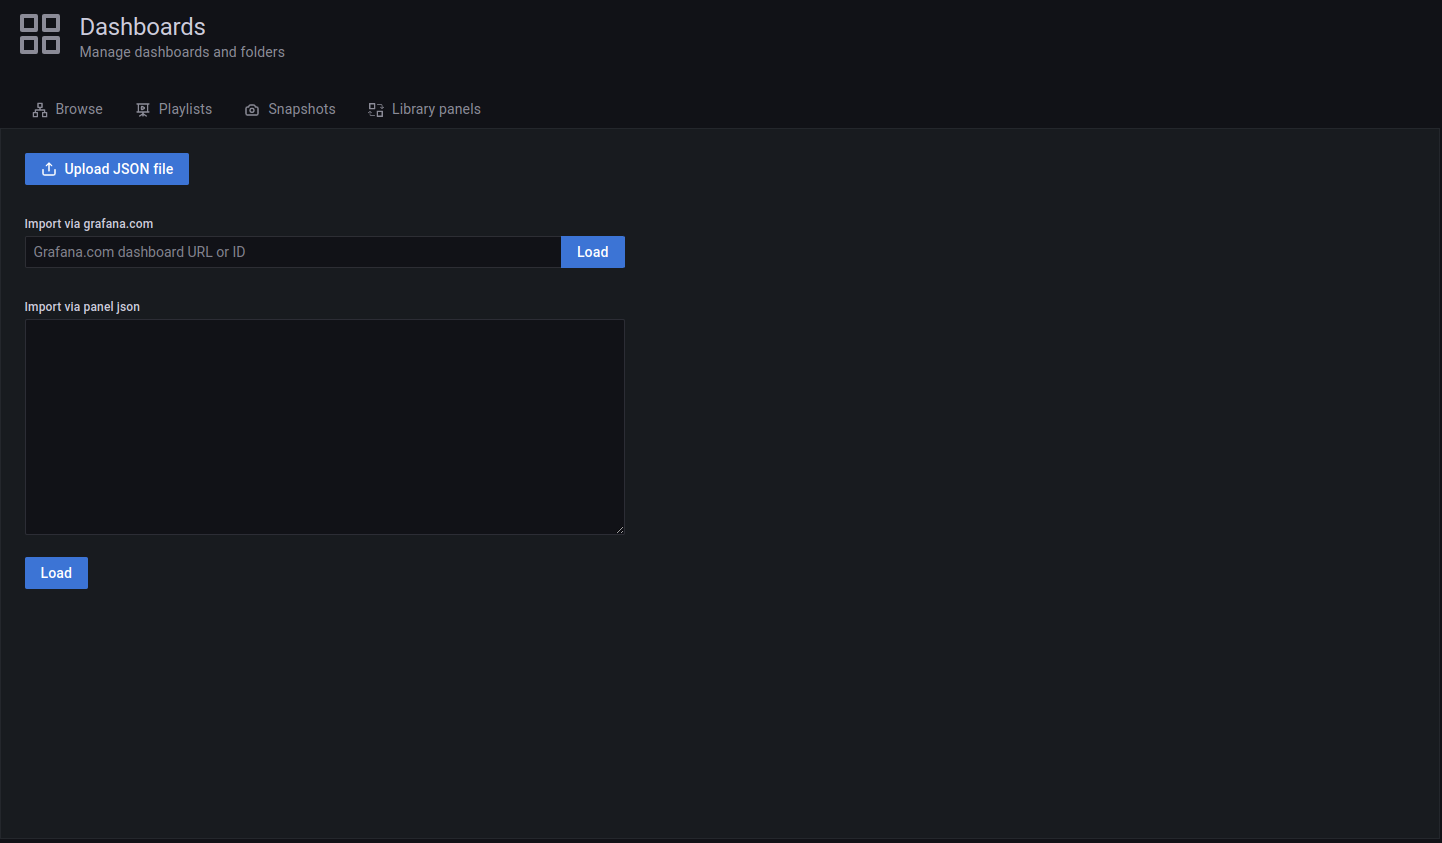 Dashboards
Manage dashboards and folders
Browse Playlists Snapshots Library panels
Upload JSON file
Import via grafana.com
Grafana.com dashboard URL or ID Load
Import via panel json
Load